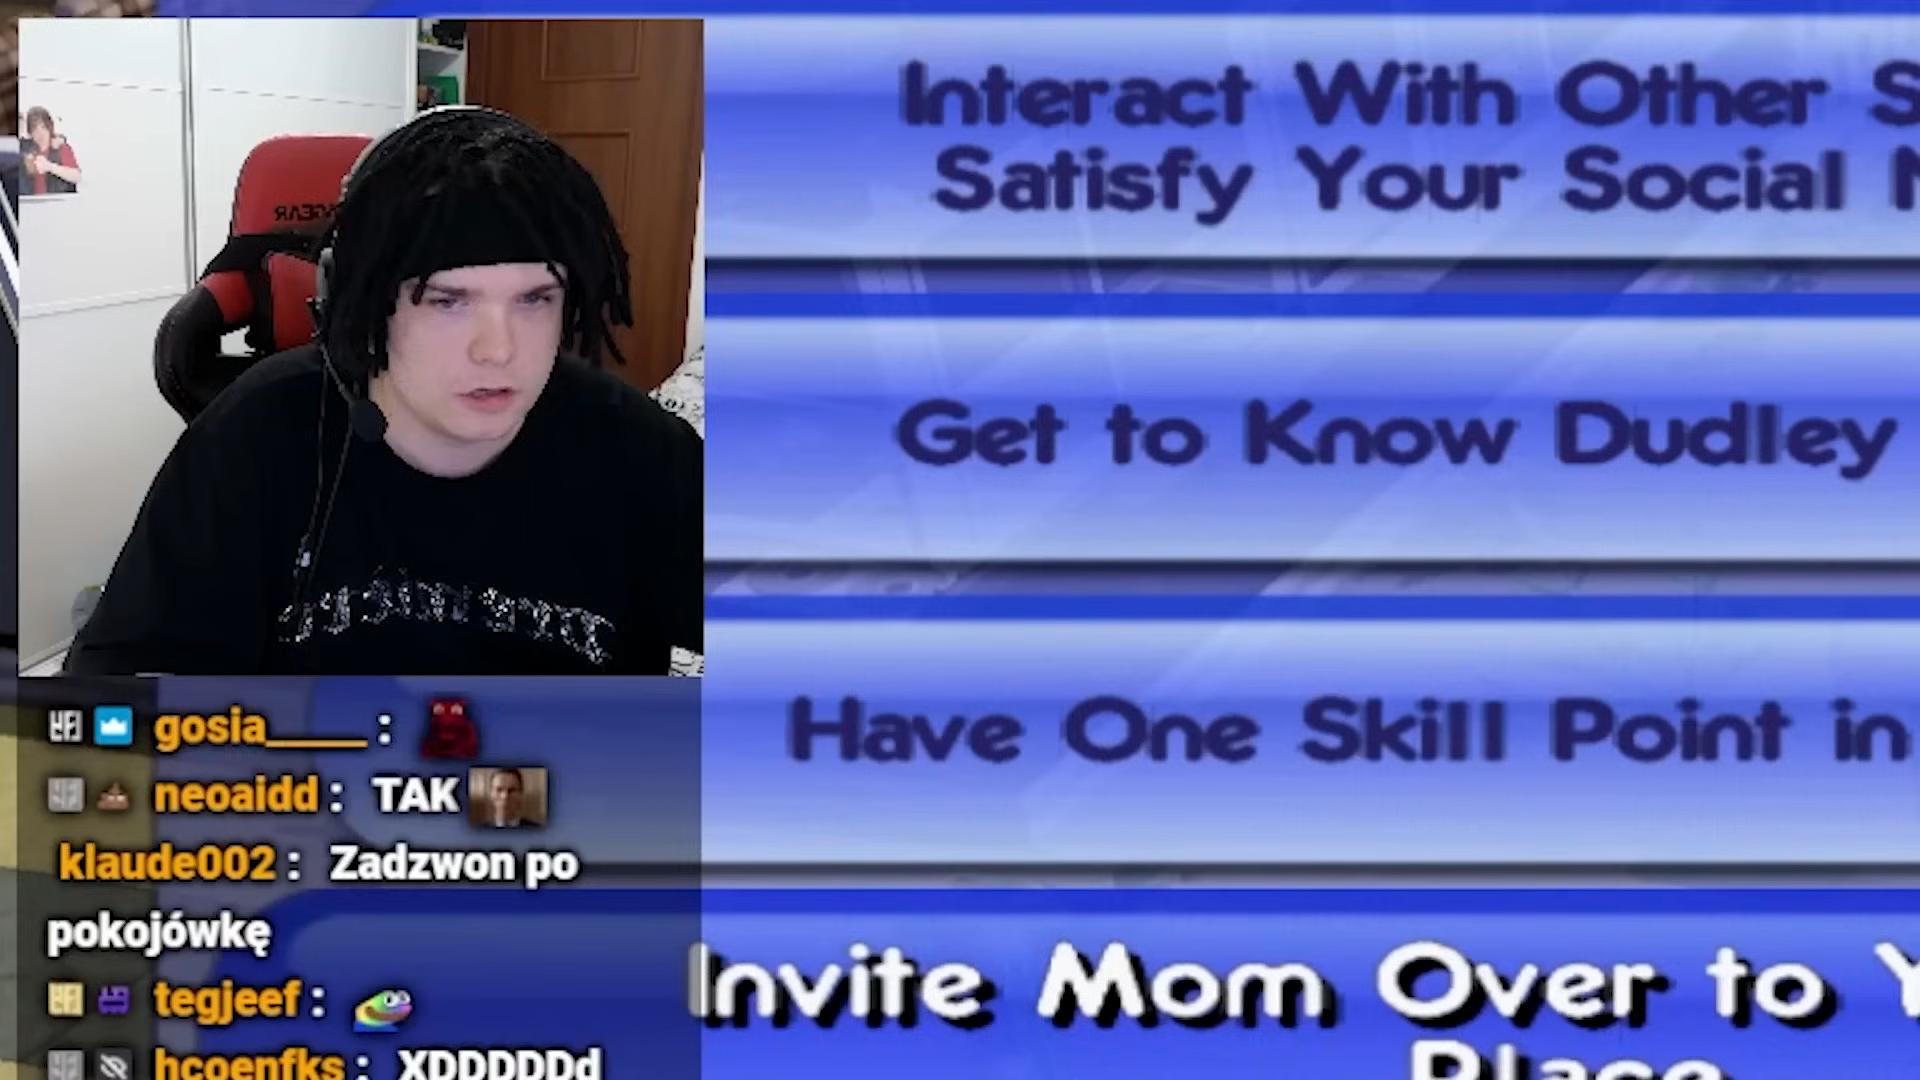 Interact With Other
Satisfy Your Social
Get to Know Dudley
Have One Skill Point in
Invite Mom Over to
Place
gosia_____:
neoaidd: TAK
klaude002: Zadzwon po
pokojówkę
tegjeef:
hcoenfks: XDDDDDd